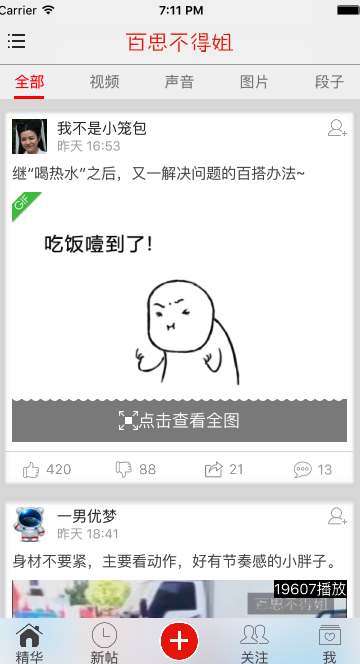 Carrier
7:11 PM
百思不得姐
全部
视频
声音
图片
段子
我不是小笼包
昨天 16:53
继“喝热水”之后，又一解决问题的百搭办法~
GIF
吃饭噎到了!
点击查看全图
420
88
21
13
一男优梦
昨天 18:41
身材不要紧，主要看动作，好有节奏感的小胖子。
19607播放
百思不得姐
精华
新帖
关注
我